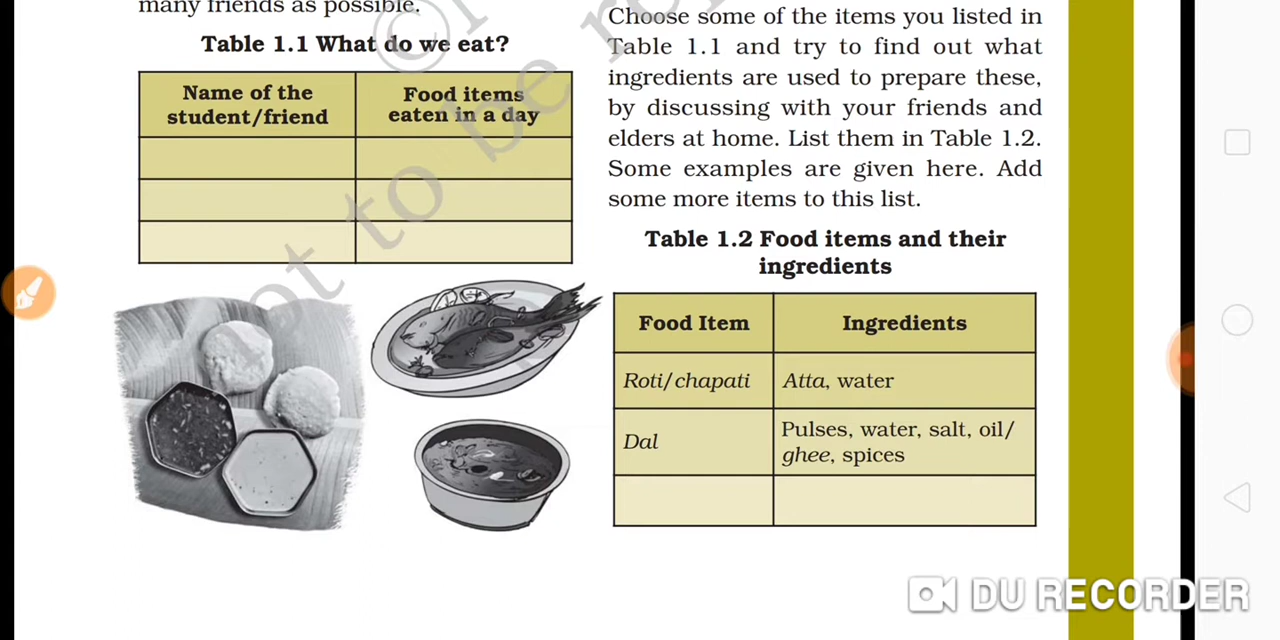 many friends as possible.
Table 1.1 What do we eat?
Name of the
student/friend
Food items
eaten in a day
Choose some of the items you listed in
Table 1.1 and try to find out what
ingredients are used to prepare these,
by discussing with your friends and
elders at home. List them in Table 1.2.
Some examples are given here. Add
some more items to this list.
Table 1.2 Food items and their
ingredients
Food Item
Ingredients
Roti/chapati
Atta, water
Dal
Pulses, water, salt, oil/
ghee, spices
DU RECORDER